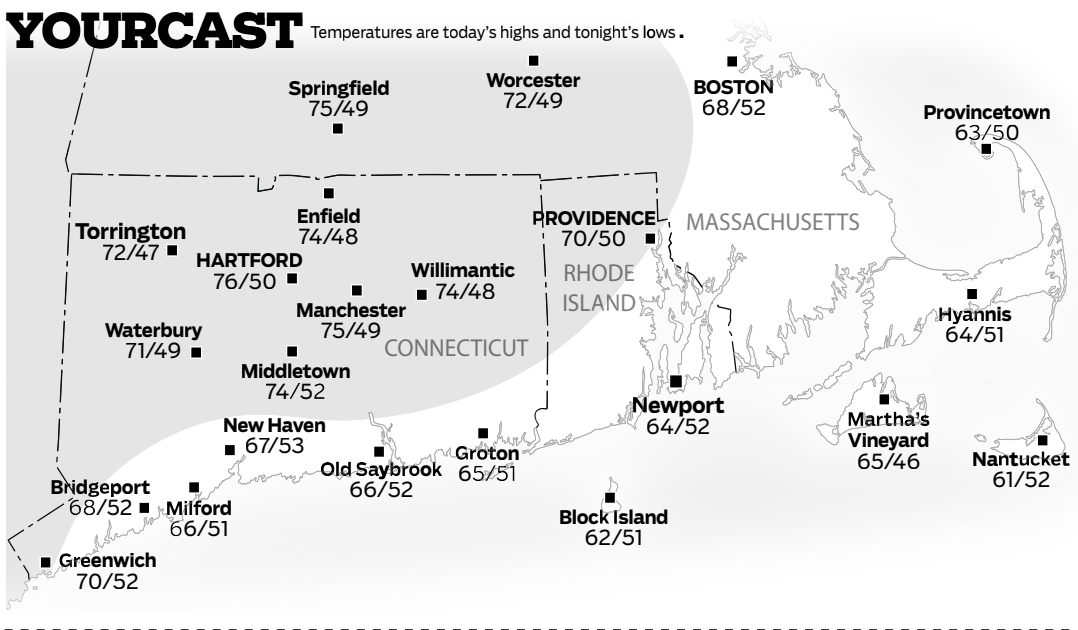 YOURCAST
Temperatures are today's highs and tonight's lows.
Springfield
75/49
Worcester
72/49
BOSTON
68/52
Provincetown
63/50
Enfield
74/48
Torrington
72/47
HARTFORD
76/50
Manchester
75/49
Willimantic
74/48
PROVIDENCE
70/50
MASSACHUSETTS
RHODE
ISLAND
Hyannis
64/51
Waterbury
71/49
Middletown
74/52
CONNECTICUT
Newport
64/52
Martha's
Vineyard
65/46
Nantucket
61/52
New Haven
67/53
Old Saybrook
66/52
Groton
65/51
Bridgeport
68/52
Milford
66/51
Block Island
62/51
Greenwich
70/52